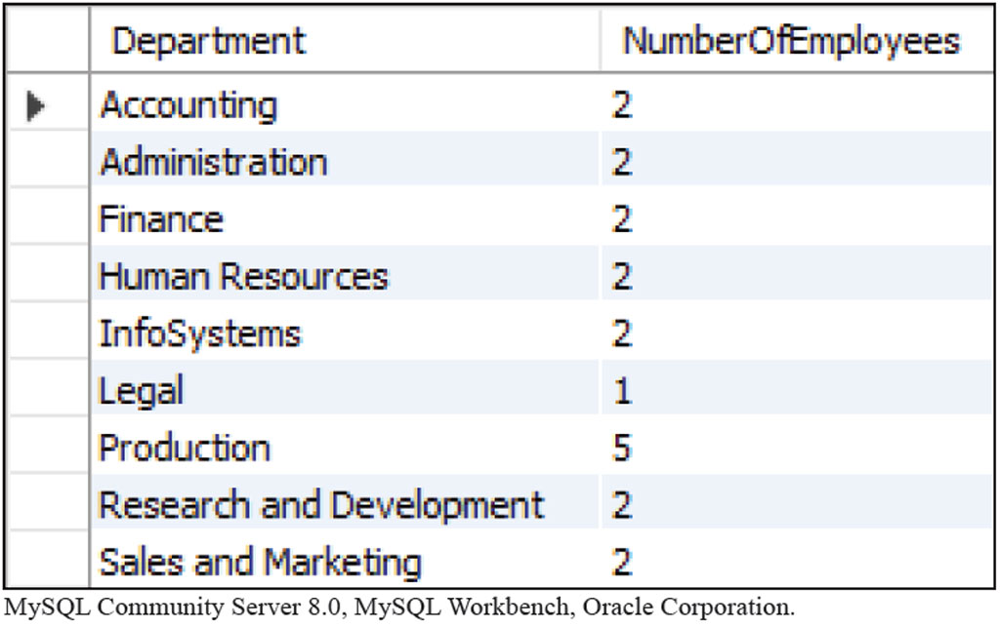 Department NumberOfEmployees
Accounting 2
Administration 2
Finance 2
Human Resources 2
InfoSystems 2
Legal 1
Production 5
Research and Development 2
Sales and Marketing 2
MySQL Community Server 8.0, MySQL Workbench, Oracle Corporation.